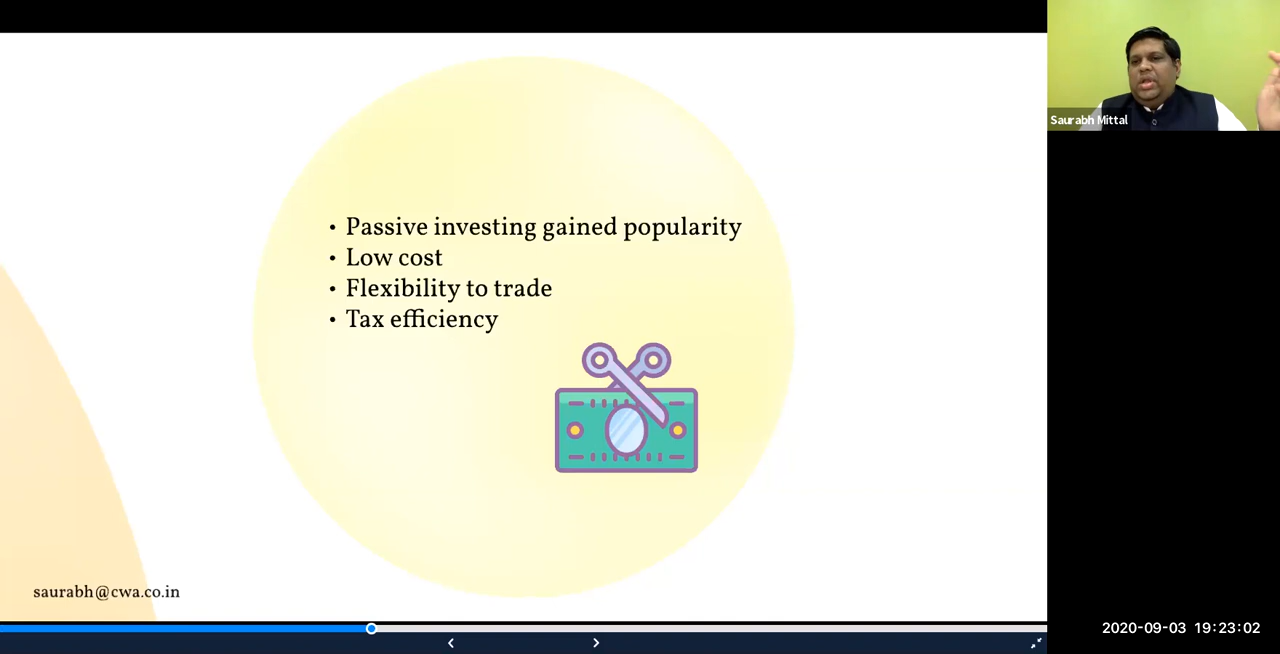 Saurabh Mittal
• Passive investing gained popularity
• Low cost
• Flexibility to trade
• Tax efficiency
saurabh@cwa.co.in
2020-09-03 19:23:02